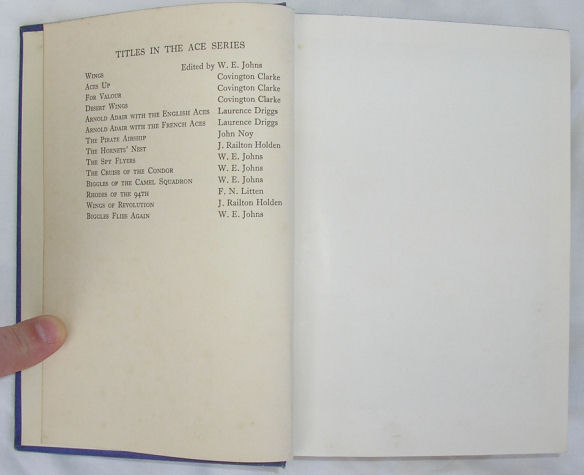 TITLES IN THE ACE SERIES
WINGS Edited by W. E. Johns
ACES UP Covington Clarke
FOR VALOUR Covington Clarke
DESERT WINGS Covington Clarke
ARNOLD ADAIR WITH THE ENGLISH ACES Laurence Driggs
ARNOLD ADAIR WITH THE FRENCH ACES Laurence Driggs
THE PIRATE AIRSHIP John Noy
THE HORNETS' NEST J. Railton Holden
THE SPY FLYERS W. E. Johns
THE CRUISE OF THE CONDOR W. E. Johns
BIGGLES OF THE CAMEL SQUADRON W. E. Johns
RHODES OF THE 94TH F. N. Litten
WINGS OF REVOLUTION J. Railton Holden
BIGGLES FLIES AGAIN W. E. Johns